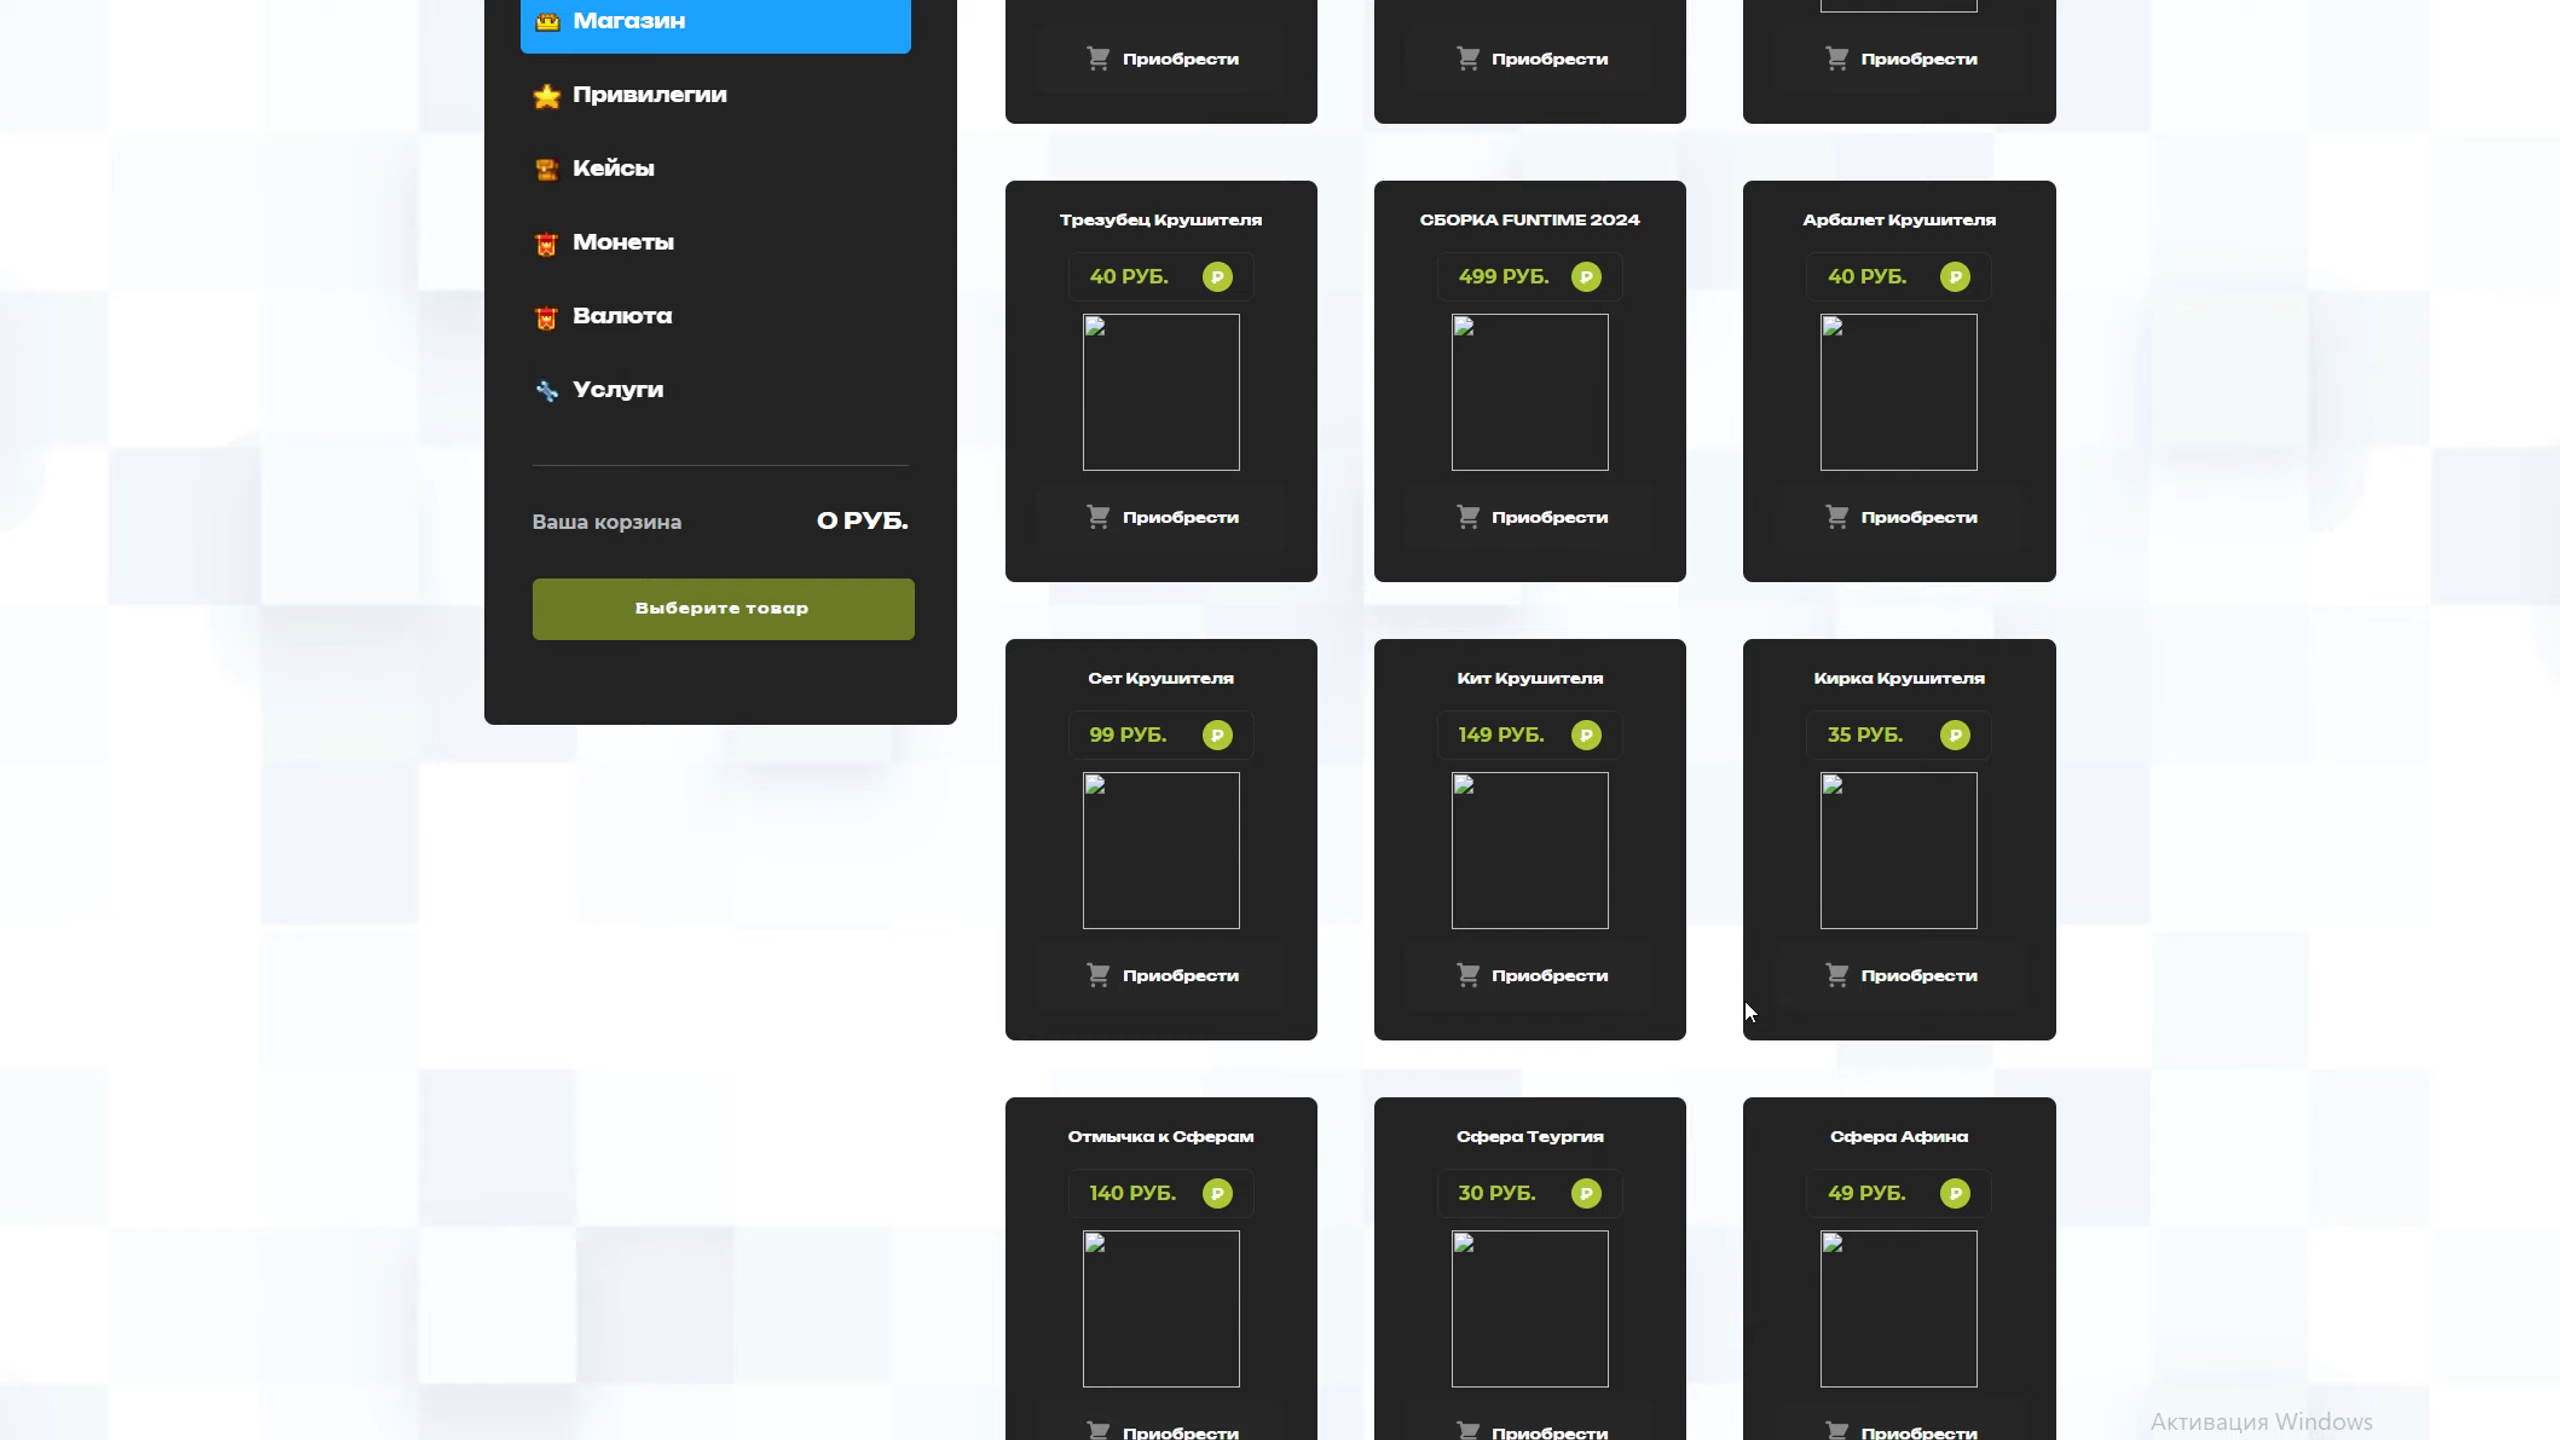 Магазин
Привилегии
Кейсы
Монеты
Валюта
Услуги
Ваша корзина
0 РУБ.
Выберите товар
Приобрести
Приобрести
Приобрести
Трезубец Крушителя
40 РУБ.
Приобрести
СБОРКА FUNTIME 2024
499 РУБ.
Приобрести
Арбалет Крушителя
40 РУБ.
Приобрести
Сет Крушителя
99 РУБ.
Приобрести
Кит Крушителя
149 РУБ.
Приобрести
Кирка Крушителя
35 РУБ.
Приобрести
Отмычка к Сферам
140 РУБ.
Приобрести
Сфера Теургия
30 РУБ.
Приобрести
Сфера Афина
49 РУБ.
Приобрести
Активация Windows